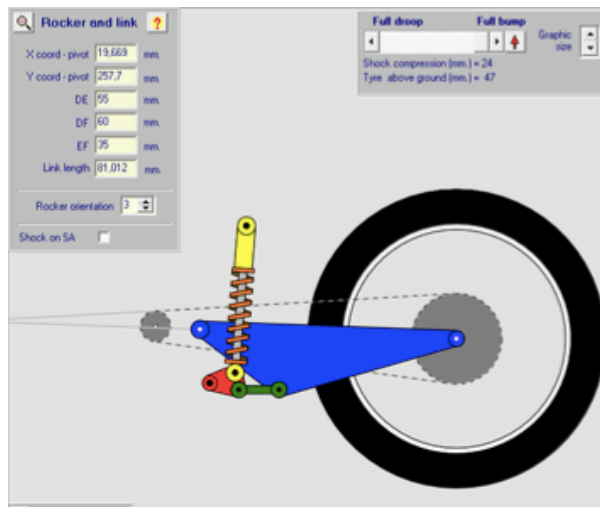 Rocker and link ?
X coord - pivot 19,669 mm.
Y coord - pivot 257,7 mm.
DE 55 mm.
DF 60 mm.
EF 35 mm.
Link length 81,012 mm.
Rocker orientation 3
Shock on SA
Full droop Full bump
Graphic size
Shock compression (mm.) = 24
Tyre above ground (mm.) = 47